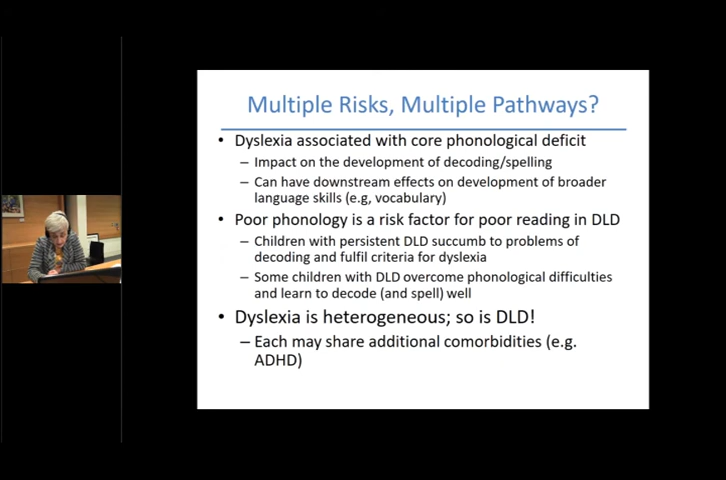 Multiple Risks, Multiple Pathways?
• Dyslexia associated with core phonological deficit
– Impact on the development of decoding/spelling
– Can have downstream effects on development of broader
language skills (e.g, vocabulary)
• Poor phonology is a risk factor for poor reading in DLD
– Children with persistent DLD succumb to problems of
decoding and fulfil criteria for dyslexia
– Some children with DLD overcome phonological difficulties
and learn to decode (and spell) well
• Dyslexia is heterogeneous; so is DLD!
– Each may share additional comorbidities (e.g.
ADHD)